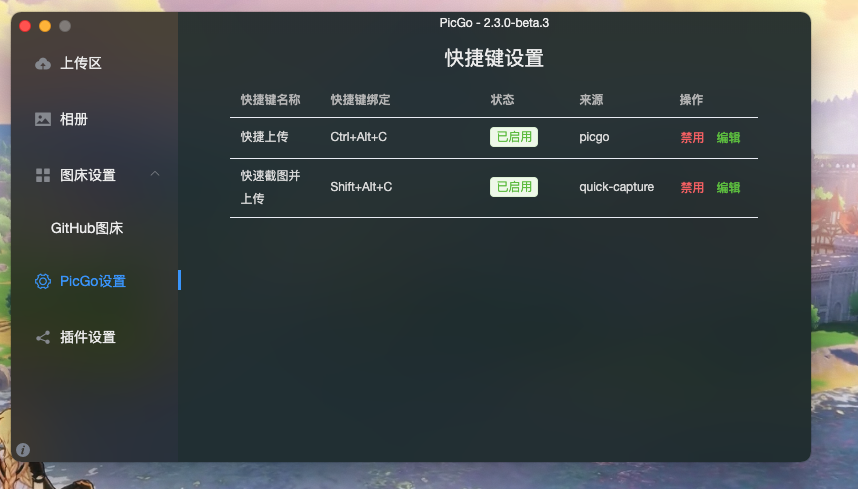 PicGo - 2.3.0-beta.3
上传区
相册
图床设置
GitHub图床
PicGo设置
插件设置
快捷键设置
快捷键名称 快捷键绑定 状态 来源 操作
快捷上传 Ctrl+Alt+C 已启用 picgo 禁用 编辑
快速截图并
上传 Shift+Alt+C 已启用 quick-capture 禁用 编辑